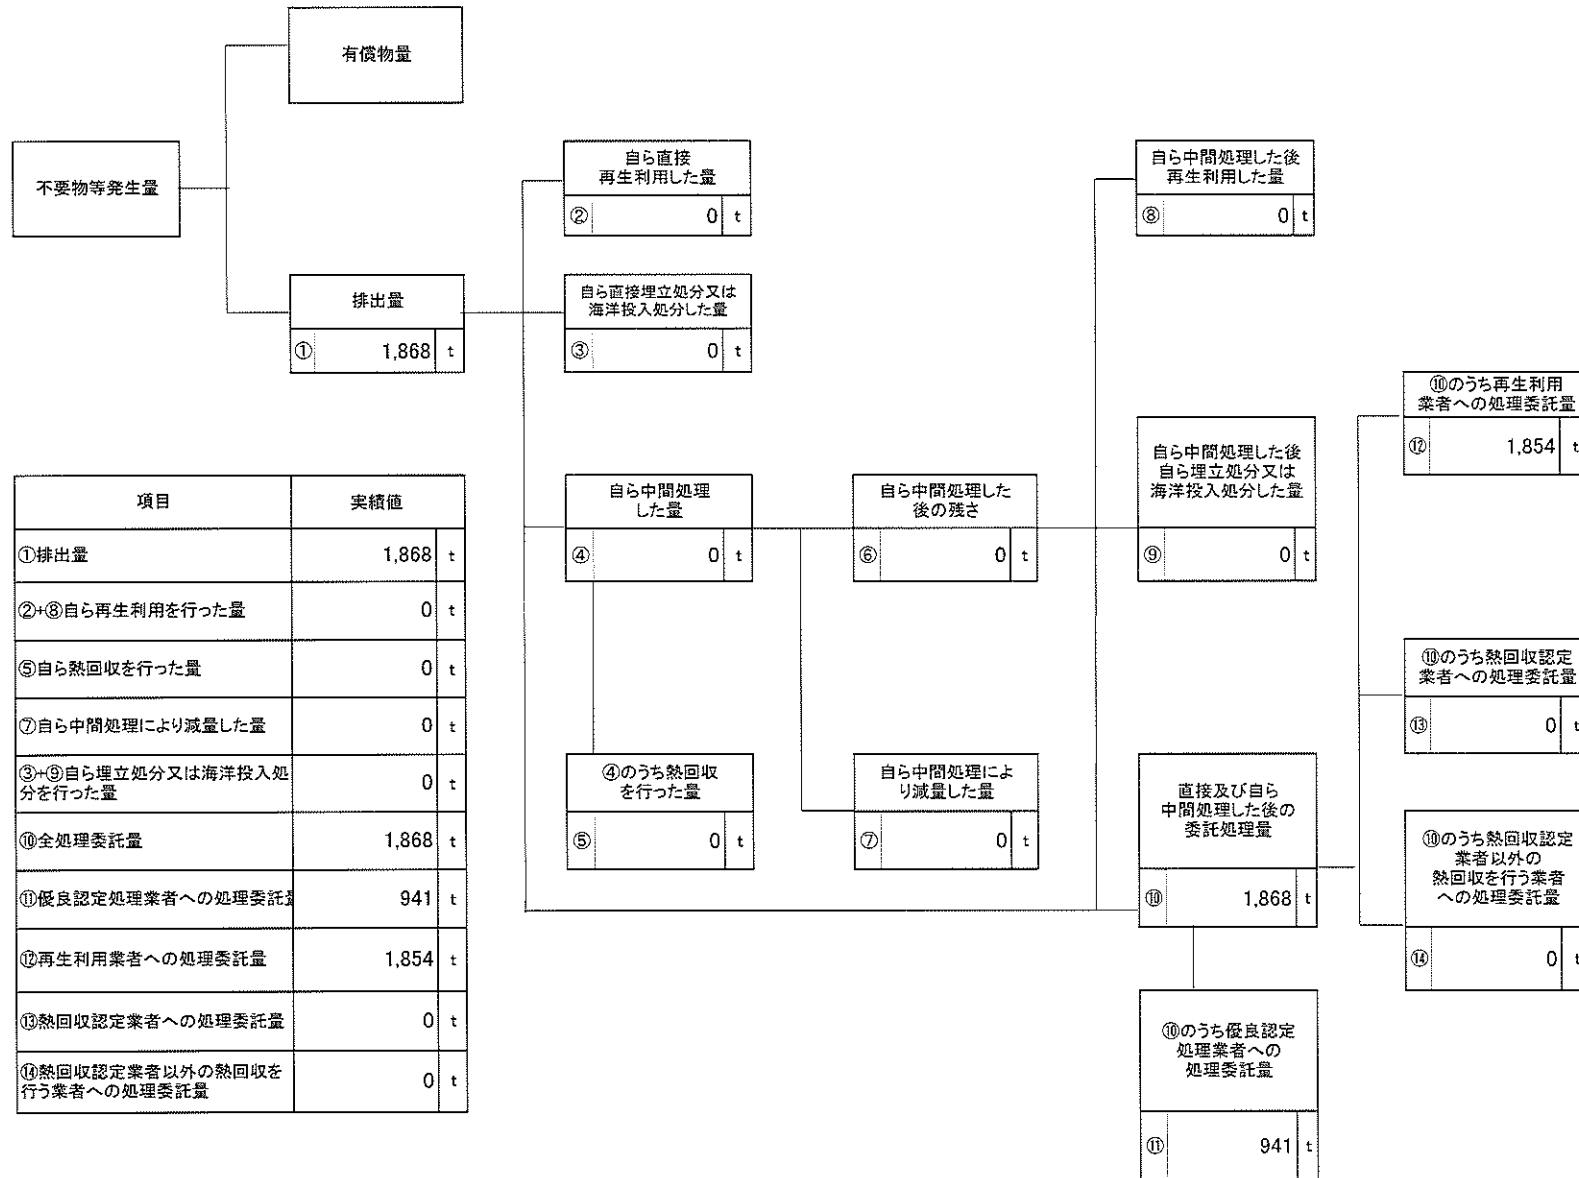 有償物量
不要物等発生量
自ら直接
再生利用した量
② 0 t
自ら中間処理した後
再生利用した量
⑧ 0 t
排出量
① 1,868 t
自ら直接埋立処分又は
海洋投入処分した量
③ 0 t
⑩のうち再生利用
業者への処理委託量
⑫ 1,854 t
自ら中間処理
した量
④ 0 t
自ら中間処理した
後の残さ
⑥ 0 t
自ら中間処理した後
自ら埋立処分又は
海洋投入処分した量
⑨ 0 t
⑩のうち熱回収認定
業者への処理委託量
⑬ 0 t
④のうち熱回収
を行った量
⑤ 0 t
自ら中間処理によ
り減量した量
⑦ 0 t
直接及び自ら
中間処理した後の
委託処理量
⑩ 1,868 t
⑩のうち熱回収認定
業者以外の
熱回収を行う業者
への処理委託量
⑭ 0 t
⑩のうち優良認定
処理業者への
処理委託量
⑪ 941 t
項目 実績値
①排出量 1,868 t
②+⑧自ら再生利用を行った量 0 t
⑤自ら熱回収を行った量 0 t
⑦自ら中間処理により減量した量 0 t
③+⑨自ら埋立処分又は海洋投入処
分を行った量 0 t
⑩全処理委託量 1,868 t
⑪優良認定処理業者への処理委託量 941 t
⑫再生利用業者への処理委託量 1,854 t
⑬熱回収認定業者への処理委託量 0 t
⑭熱回収認定業者以外の熱回収を
行う業者への処理委託量 0 t